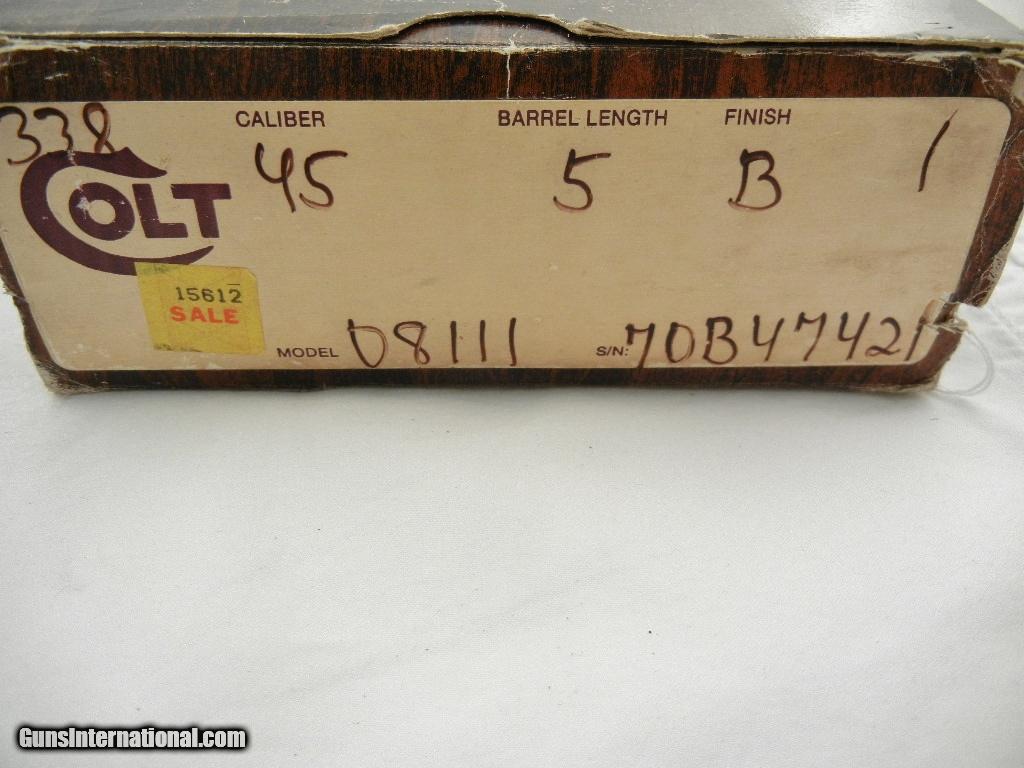 338 CALIBER BARREL LENGTH FINISH
COLT 45 5 B 1
15612
SALE
MODEL 08111 S/N: 70B47421
GunsInternational.com